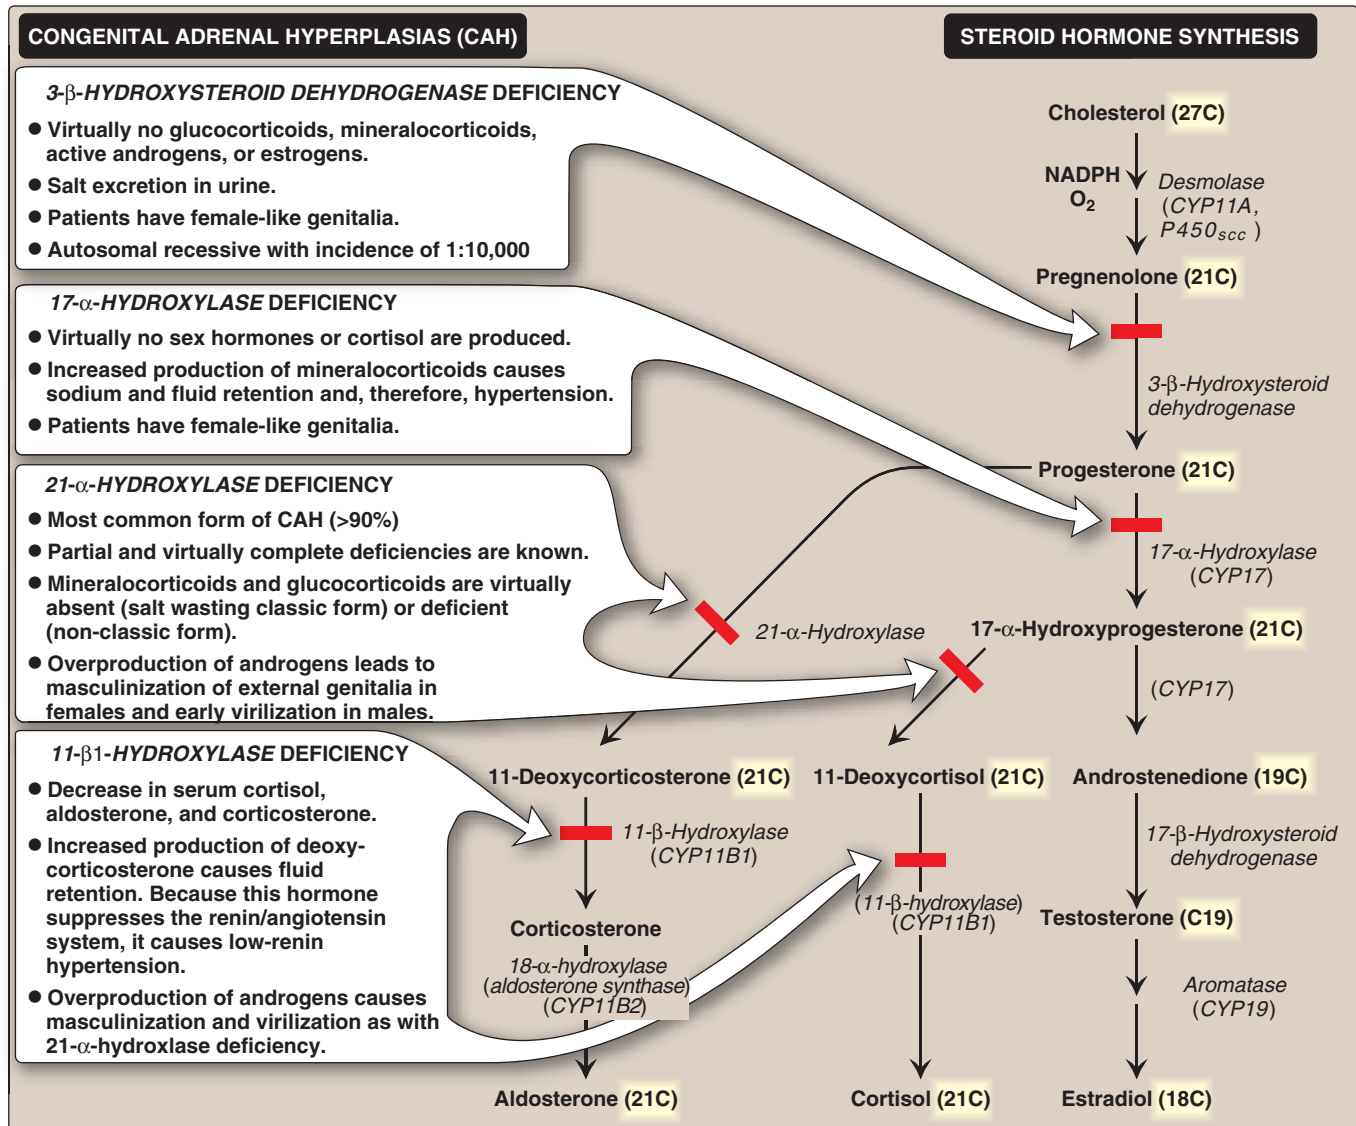 CONGENITAL ADRENAL HYPERPLASIAS (CAH)
3-β-HYDROXYSTEROID DEHYDROGENASE DEFICIENCY
● Virtually no glucocorticoids, mineralocorticoids,
active androgens, or estrogens.
● Salt excretion in urine.
● Patients have female-like genitalia.
● Autosomal recessive with incidence of 1:10,000
17-α-HYDROXYLASE DEFICIENCY
● Virtually no sex hormones or cortisol are produced.
● Increased production of mineralocorticoids causes
sodium and fluid retention and, therefore, hypertension.
● Patients have female-like genitalia.
21-α-HYDROXYLASE DEFICIENCY
● Most common form of CAH (>90%)
● Partial and virtually complete deficiencies are known.
● Mineralocorticoids and glucocorticoids are virtually
absent (salt wasting classic form) or deficient
(non-classic form).
● Overproduction of androgens leads to
masculinization of external genitalia in
females and early virilization in males.
11-β1-HYDROXYLASE DEFICIENCY
● Decrease in serum cortisol,
aldosterone, and corticosterone.
● Increased production of deoxy-
corticosterone causes fluid
retention. Because this hormone
suppresses the renin/angiotensin
system, it causes low-renin
hypertension.
● Overproduction of androgens causes
masculinization and virilization as with
21-α-hydroxlase deficiency.
STEROID HORMONE SYNTHESIS
Cholesterol (27C)
NADPH
O2
Desmolase
(CYP11A,
P450scc )
Pregnenolone (21C)
3-β-Hydroxysteroid
dehydrogenase
Progesterone (21C)
17-α-Hydroxylase
(CYP17)
21-α-Hydroxylase
17-α-Hydroxyprogesterone (21C)
(CYP17)
11-Deoxycorticosterone (21C)
11-Deoxycortisol (21C)
Androstenedione (19C)
11-β-Hydroxylase
(CYP11B1)
17-β-Hydroxysteroid
dehydrogenase
(11-β-hydroxylase)
(CYP11B1)
Corticosterone
Testosterone (C19)
18-α-hydroxylase
(aldosterone synthase)
(CYP11B2)
Aromatase
(CYP19)
Aldosterone (21C)
Cortisol (21C)
Estradiol (18C)